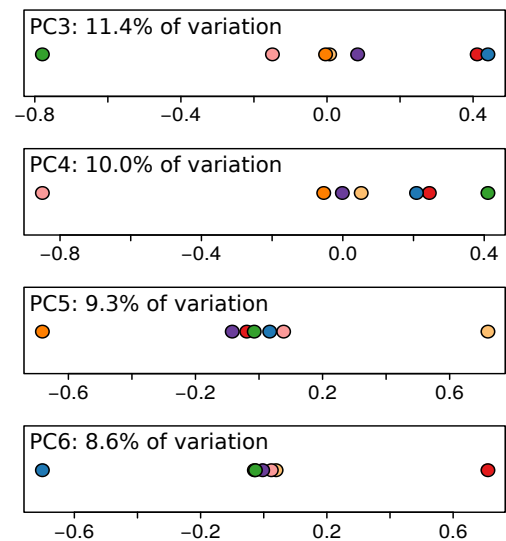 PC3: 11.4% of variation
−0.8 −0.4 0.0 0.4
PC4: 10.0% of variation
−0.8 −0.4 0.0 0.4
PC5: 9.3% of variation
−0.6 −0.2 0.2 0.6
PC6: 8.6% of variation
−0.6 −0.2 0.2 0.6